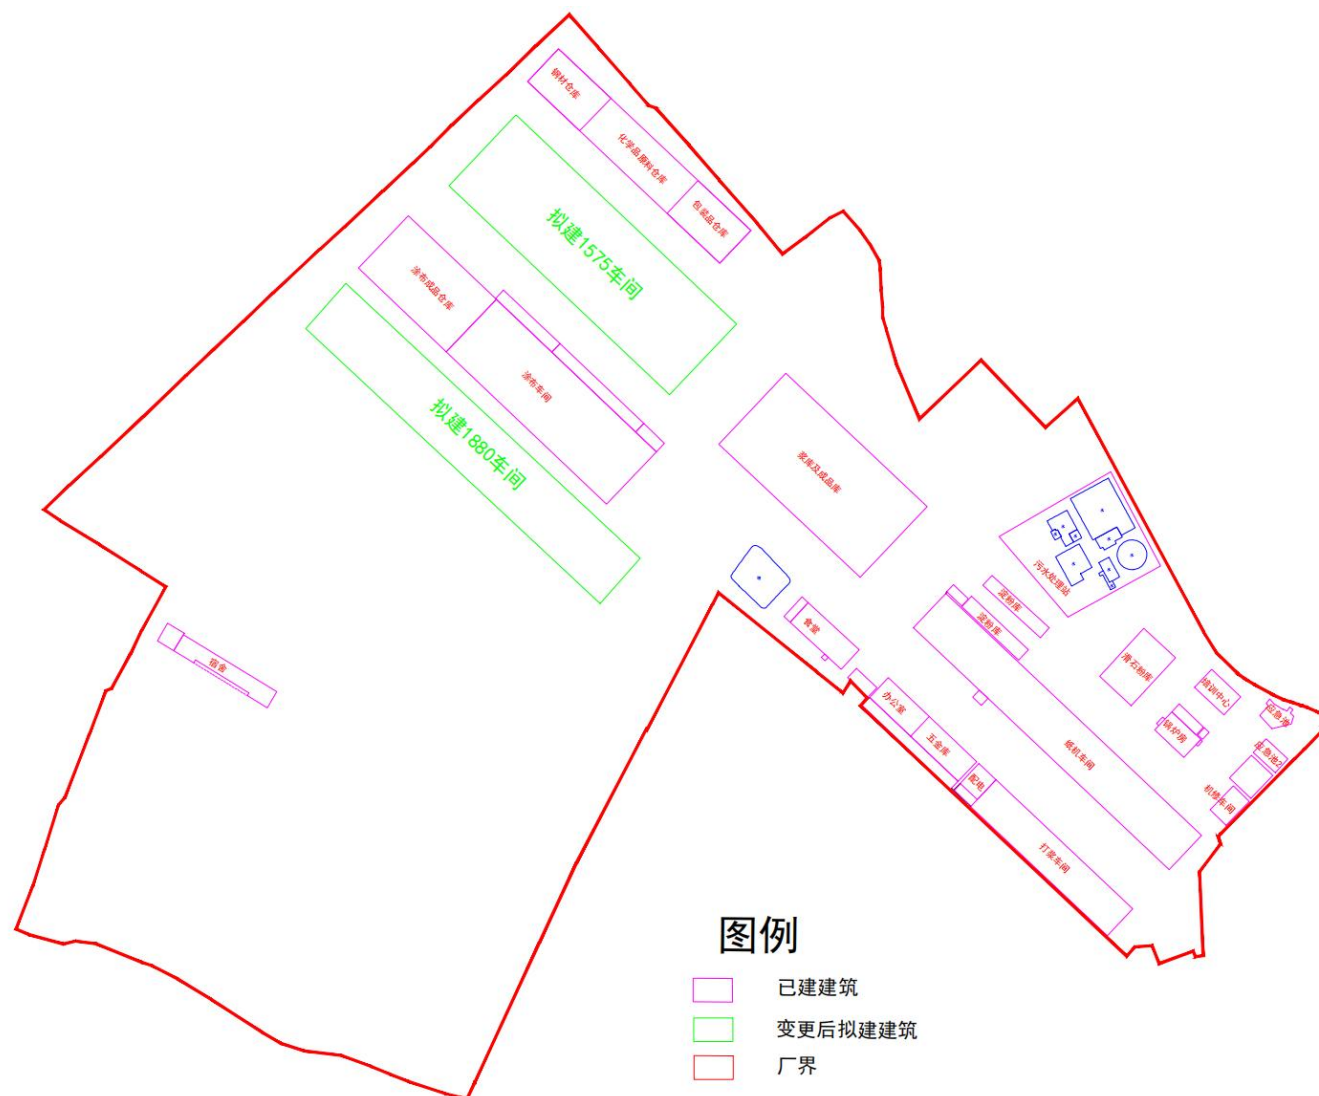 钢材仓库
化学品原料仓库
包装品仓库
拟建1575车间
涂布成品仓库
涂布车间
拟建1880车间
浆库及成品库
污水处理站
淀粉库
淀粉库
食堂
宿舍
滑石粉库
培训中心
应急池
锅炉房
办公室
五金库
配电
纸机车间
应急池2
机修车间
打浆车间
图例
已建建筑
变更后拟建建筑
厂界